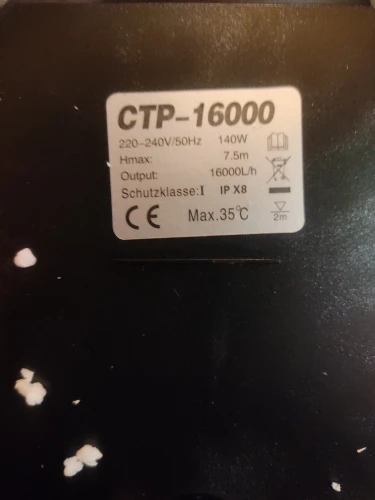 CTP-16000
220-240V/50Hz 140W
Hmax: 7.5m
Output: 16000L/h
Schutzklasse: I IP X8
CE Max.35℃ 2m